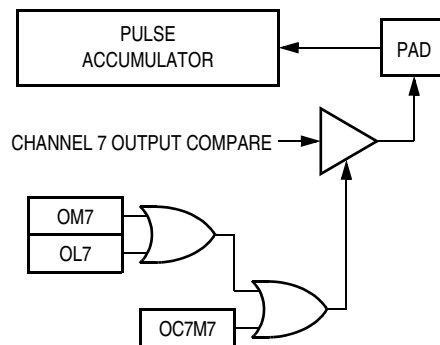 PULSE
ACCUMULATOR
PAD
CHANNEL 7 OUTPUT COMPARE
OM7
OL7
OC7M7